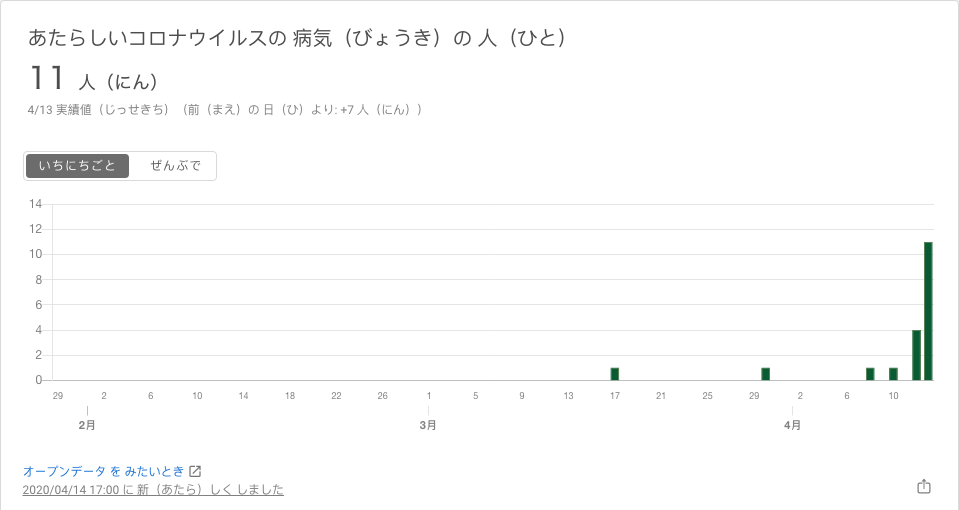 あたらしいコロナウイルスの 病気（びょうき）の 人（ひと）
11 人（にん）
4/13 実績値（じっせきち）（前（まえ）の 日（ひ）より: +7 人（にん））
いちにちごと ぜんぶで
14
12
10
8
6
4
2
0
29 2 6 10 14 18 22 26 1 5 9 13 17 21 25 29 2 6 10
2月 3月 4月
オープンデータ を みたいとき
2020/04/14 17:00 に 新（あたら）しく しました